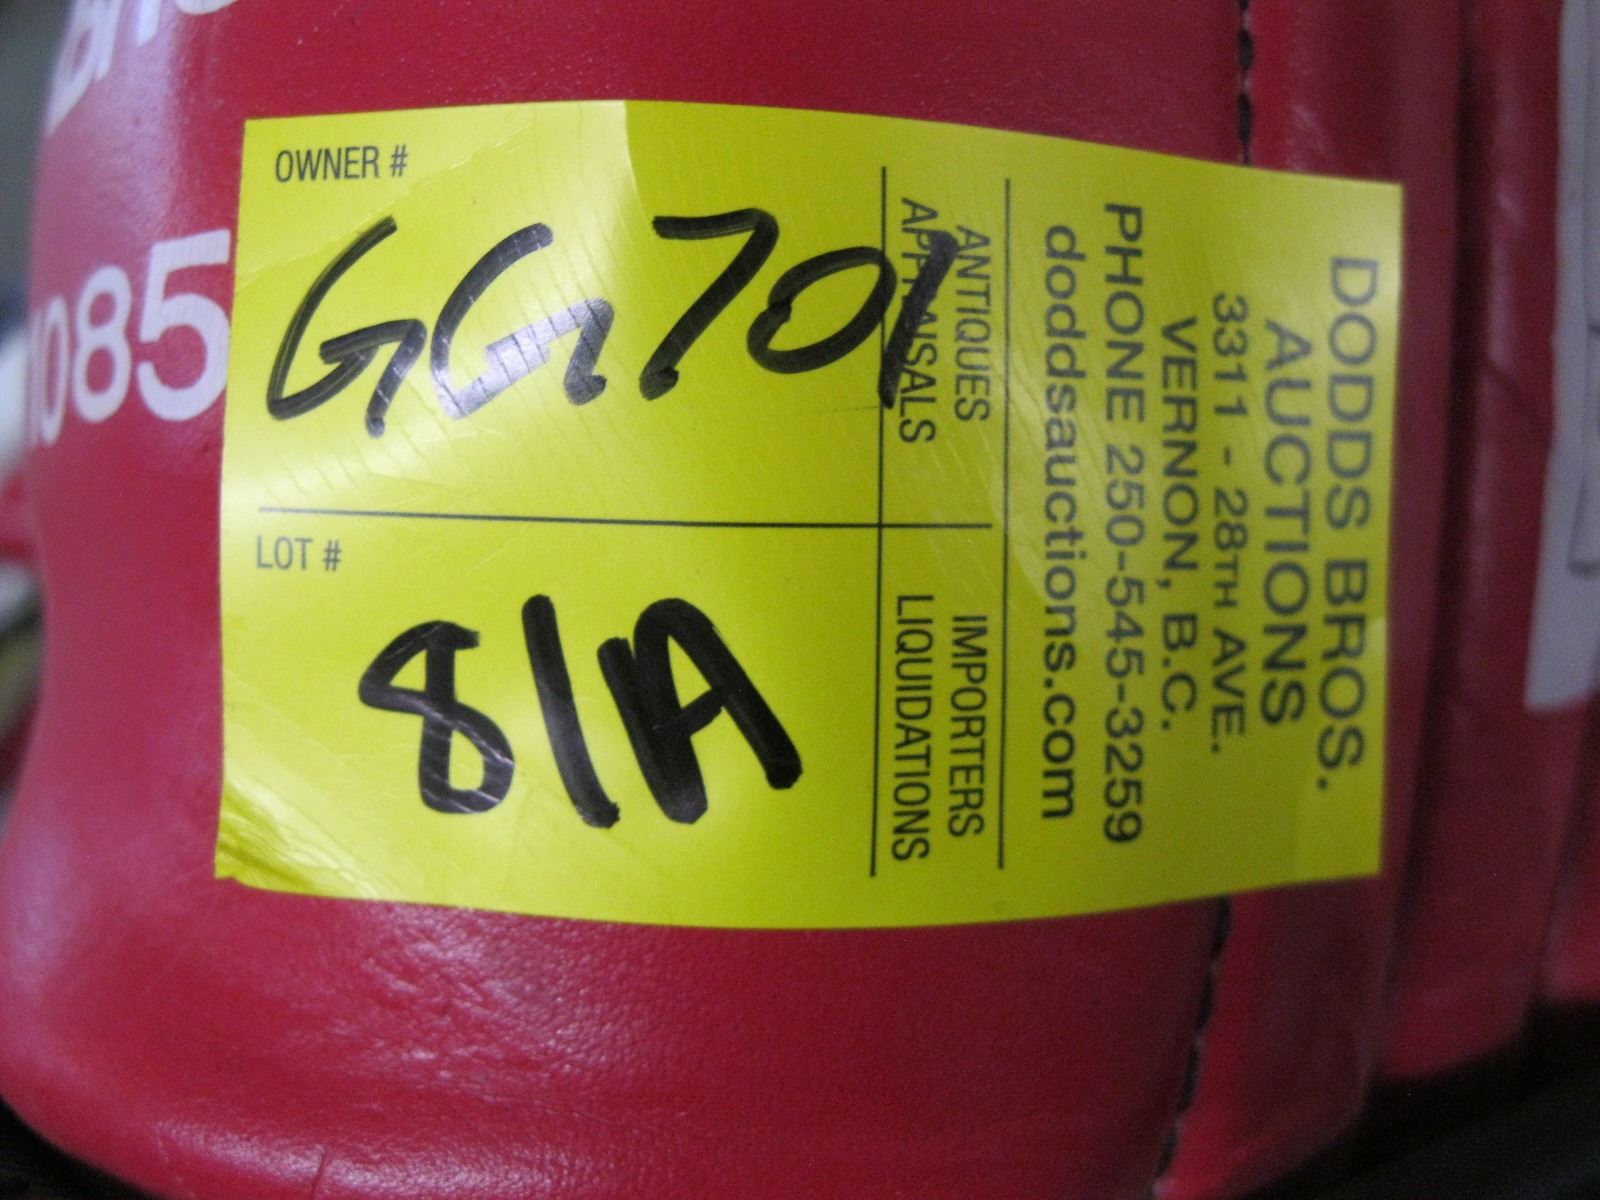 085
OWNER #
GG701
LOT #
81A
ANTIQUES
APPRAISALS
IMPORTERS
LIQUIDATIONS
DODDS BROS.
AUCTIONS
3311 - 28TH AVE.
VERNON, B.C.
PHONE 250-545-3259
doddsauctions.com